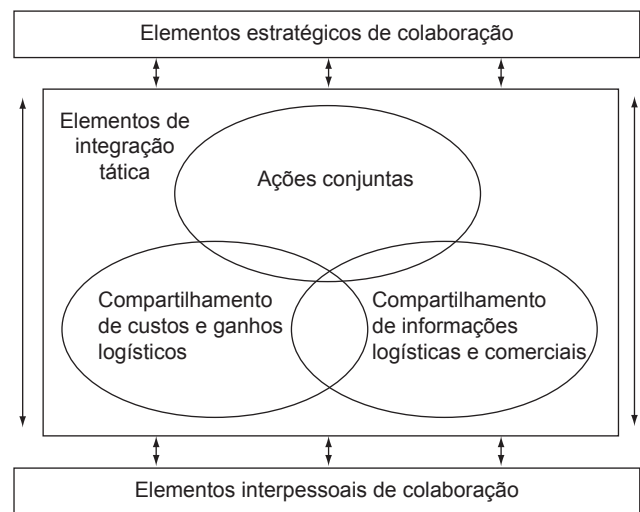 Elementos estratégicos de colaboração
Elementos de
integração
tática
Ações conjuntas
Compartilhamento
de custos e ganhos
logísticos
Compartilhamento
de informações
logísticas e comerciais
Elementos interpessoais de colaboração